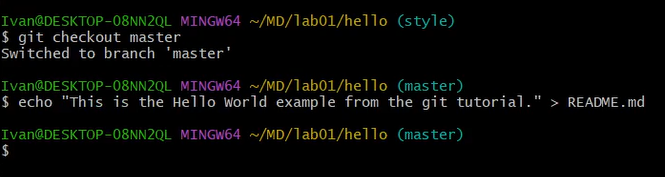 Ivan@DESKTOP-08NN2QL MINGW64 ~/MD/lab01/hello (style)
$ git checkout master
Switched to branch 'master'
Ivan@DESKTOP-08NN2QL MINGW64 ~/MD/lab01/hello (master)
$ echo "This is the Hello World example from the git tutorial." > README.md
Ivan@DESKTOP-08NN2QL MINGW64 ~/MD/lab01/hello (master)
$